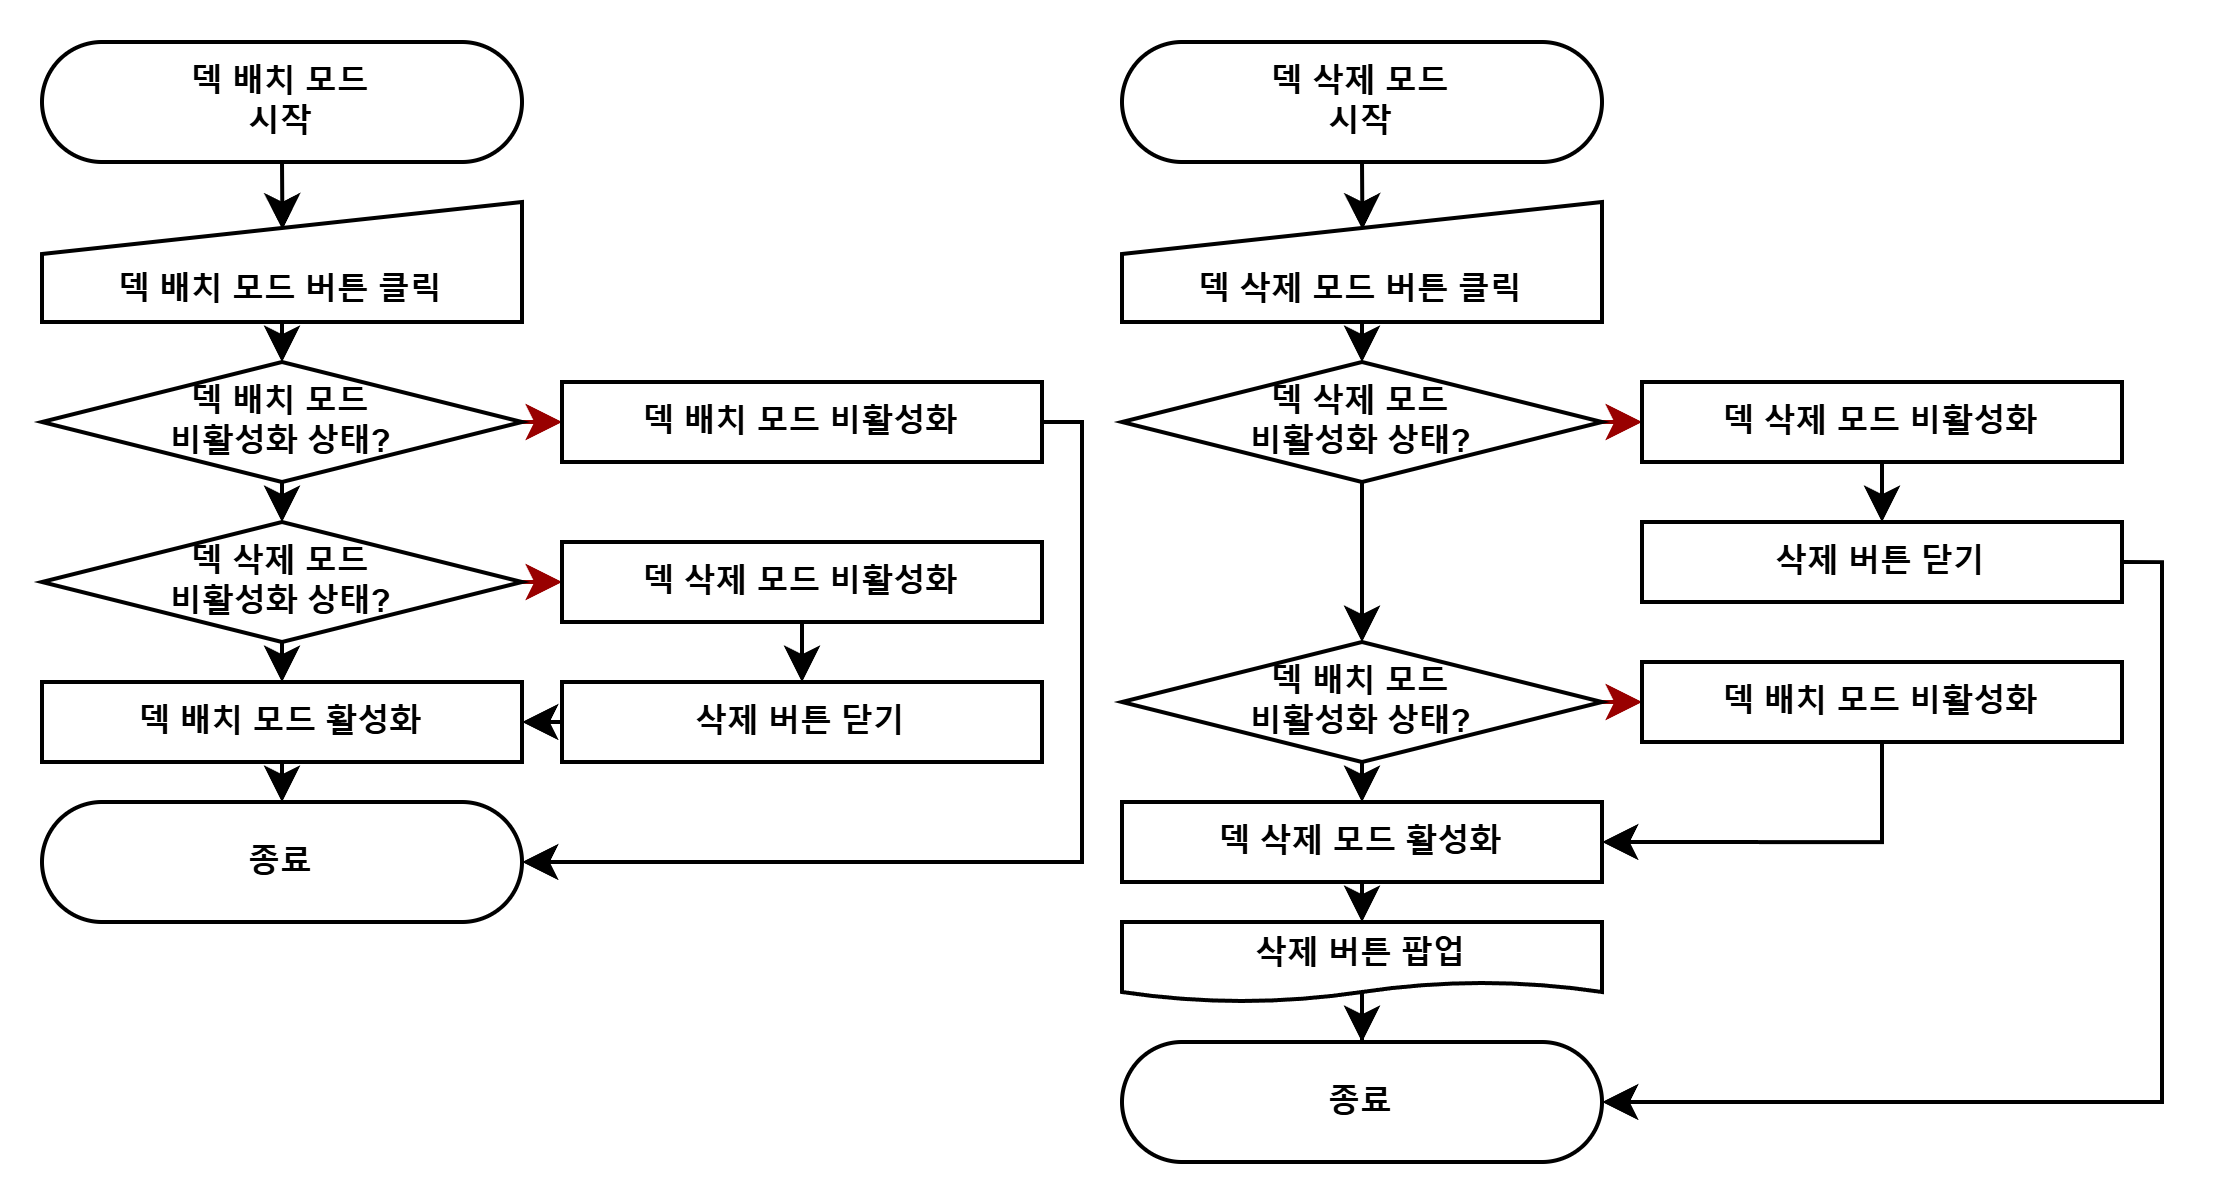 덱 배치 모드
시작
덱 배치 모드 버튼 클릭
덱 배치 모드
비활성화 상태?
덱 배치 모드 비활성화
덱 삭제 모드
비활성화 상태?
덱 삭제 모드 비활성화
덱 배치 모드 활성화
삭제 버튼 닫기
종료
덱 삭제 모드
시작
덱 삭제 모드 버튼 클릭
덱 삭제 모드
비활성화 상태?
덱 삭제 모드 비활성화
삭제 버튼 닫기
덱 배치 모드
비활성화 상태?
덱 배치 모드 비활성화
덱 삭제 모드 활성화
삭제 버튼 팝업
종료